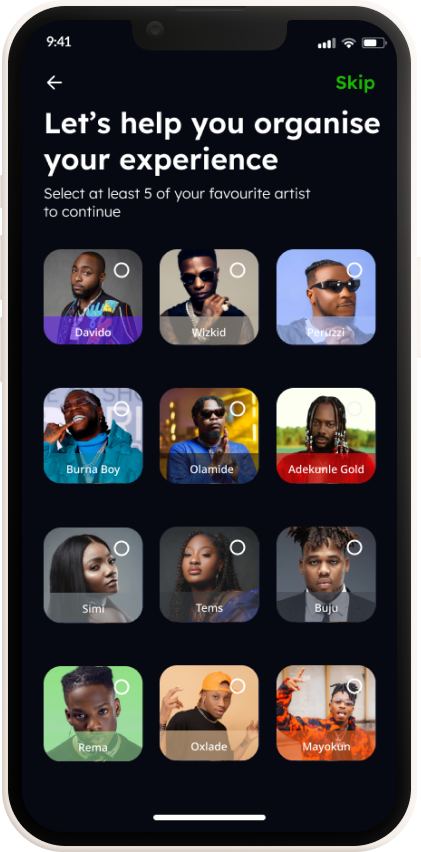 9:41
Skip
Let's help you organise
your experience
Select at least 5 of your favourite artist
to continue
Davido
Wizkid
Peruzzi
Burna Boy
Olamide
Adekunle Gold
Simi
Tems
Buju
Rema
Oxlade
Mayokun